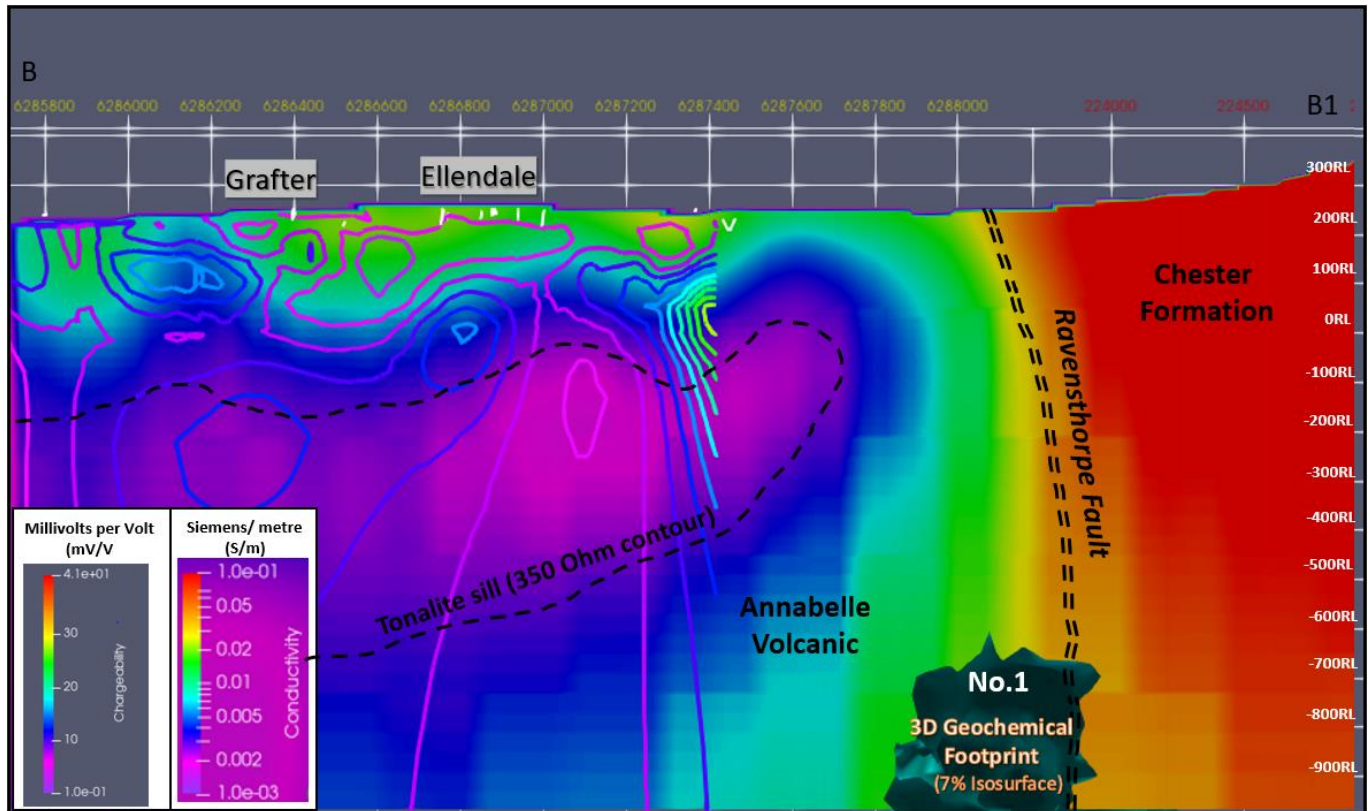 B
6285800 6286000 6286200 6286400 6286600 6286800 6287000 6287200 6287400 6287600 6287800 6288000 224000 224500
B1
300RL
Grafter
Ellendale
200RL
100RL
0RL
-100RL
-200RL
-300RL
-400RL
-500RL
-600RL
-700RL
-800RL
-900RL
Chester
Formation
Ravensthorpe Fault
Tonalite sill (350 Ohm contour)
Annabelle
Volcanic
No.1
3D Geochemical
Footprint
(7% Isosurface)
Millivolts per Volt
(mV/V
4.1e+01
30
20
10
1.0e-01
Chargeability
Siemens/ metre
(S/m)
1.0e-01
0.05
0.02
0.01
0.005
0.002
1.0e-03
Conductivity